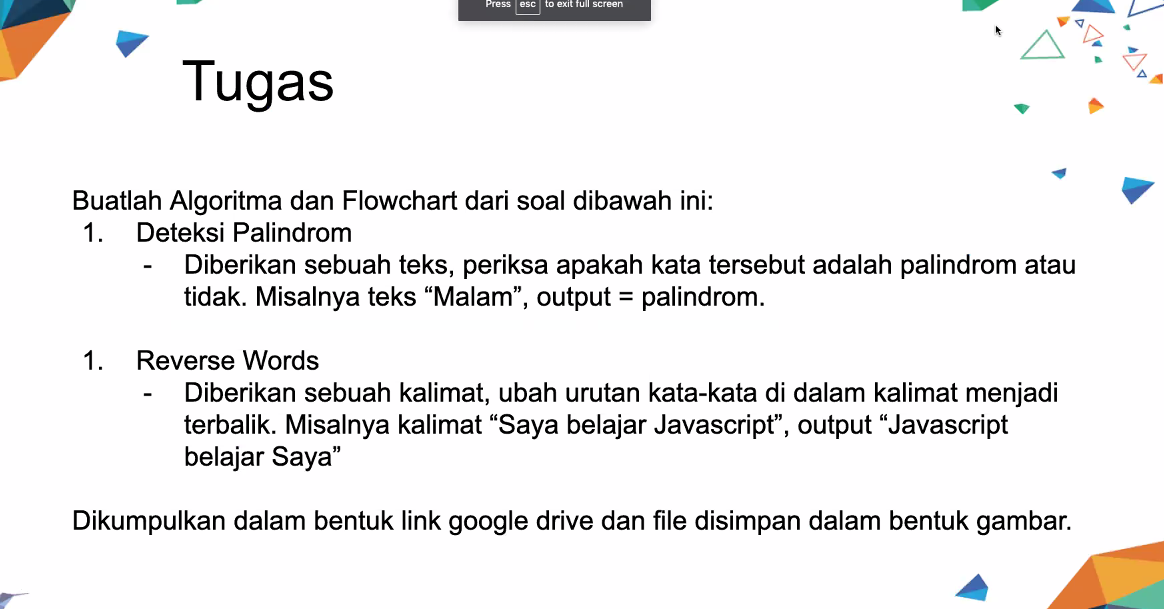 Press esc to exit full screen
Tugas
Buatlah Algoritma dan Flowchart dari soal dibawah ini:
1. Deteksi Palindrom
- Diberikan sebuah teks, periksa apakah kata tersebut adalah palindrom atau
tidak. Misalnya teks “Malam”, output = palindrom.
1. Reverse Words
- Diberikan sebuah kalimat, ubah urutan kata-kata di dalam kalimat menjadi
terbalik. Misalnya kalimat “Saya belajar Javascript”, output “Javascript
belajar Saya”
Dikumpulkan dalam bentuk link google drive dan file disimpan dalam bentuk gambar.